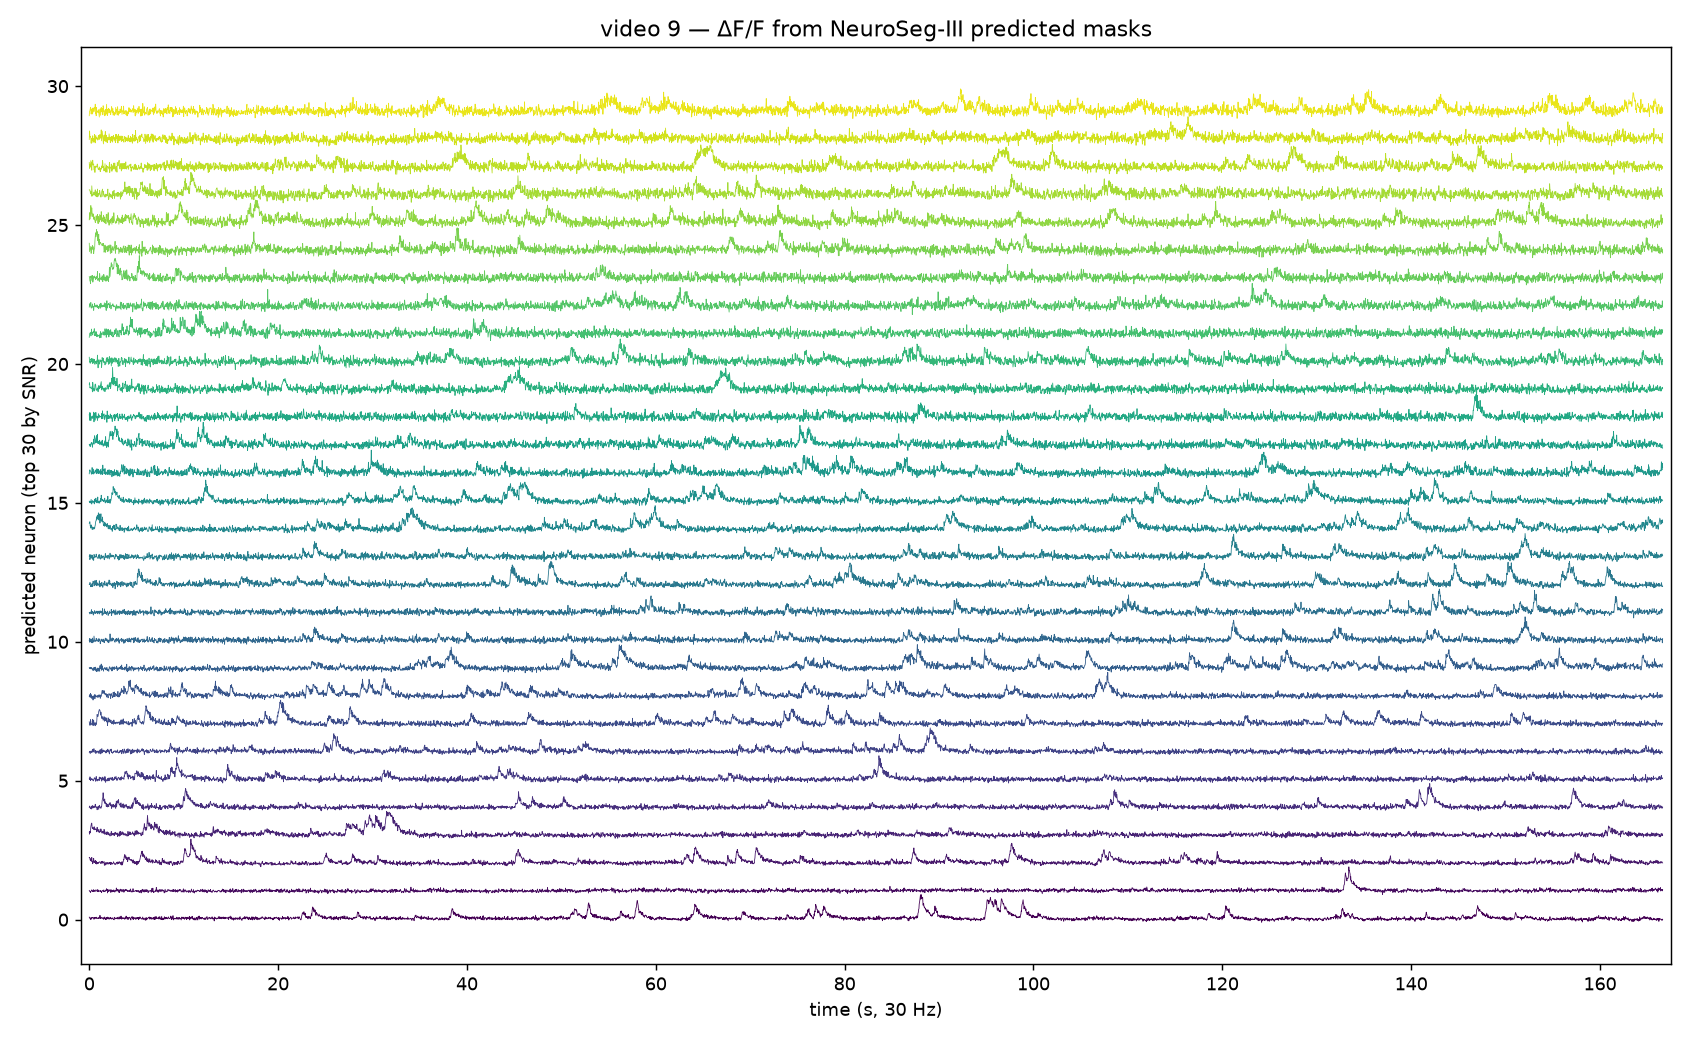 video 9 — ΔF/F from NeuroSeg-III predicted masks
predicted neuron (top 30 by SNR)
30
25
20
15
10
5
0
0 20 40 60 80 100 120 140 160
time (s, 30 Hz)